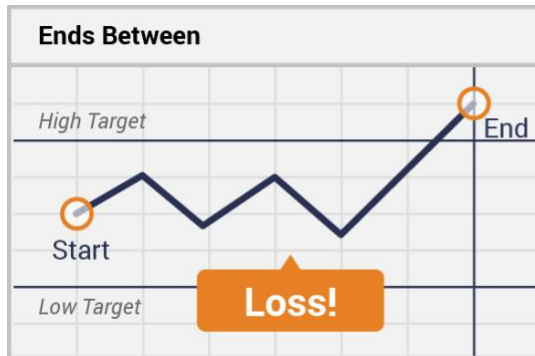 Ends Between
High Target
End
Start
Low Target
Loss!